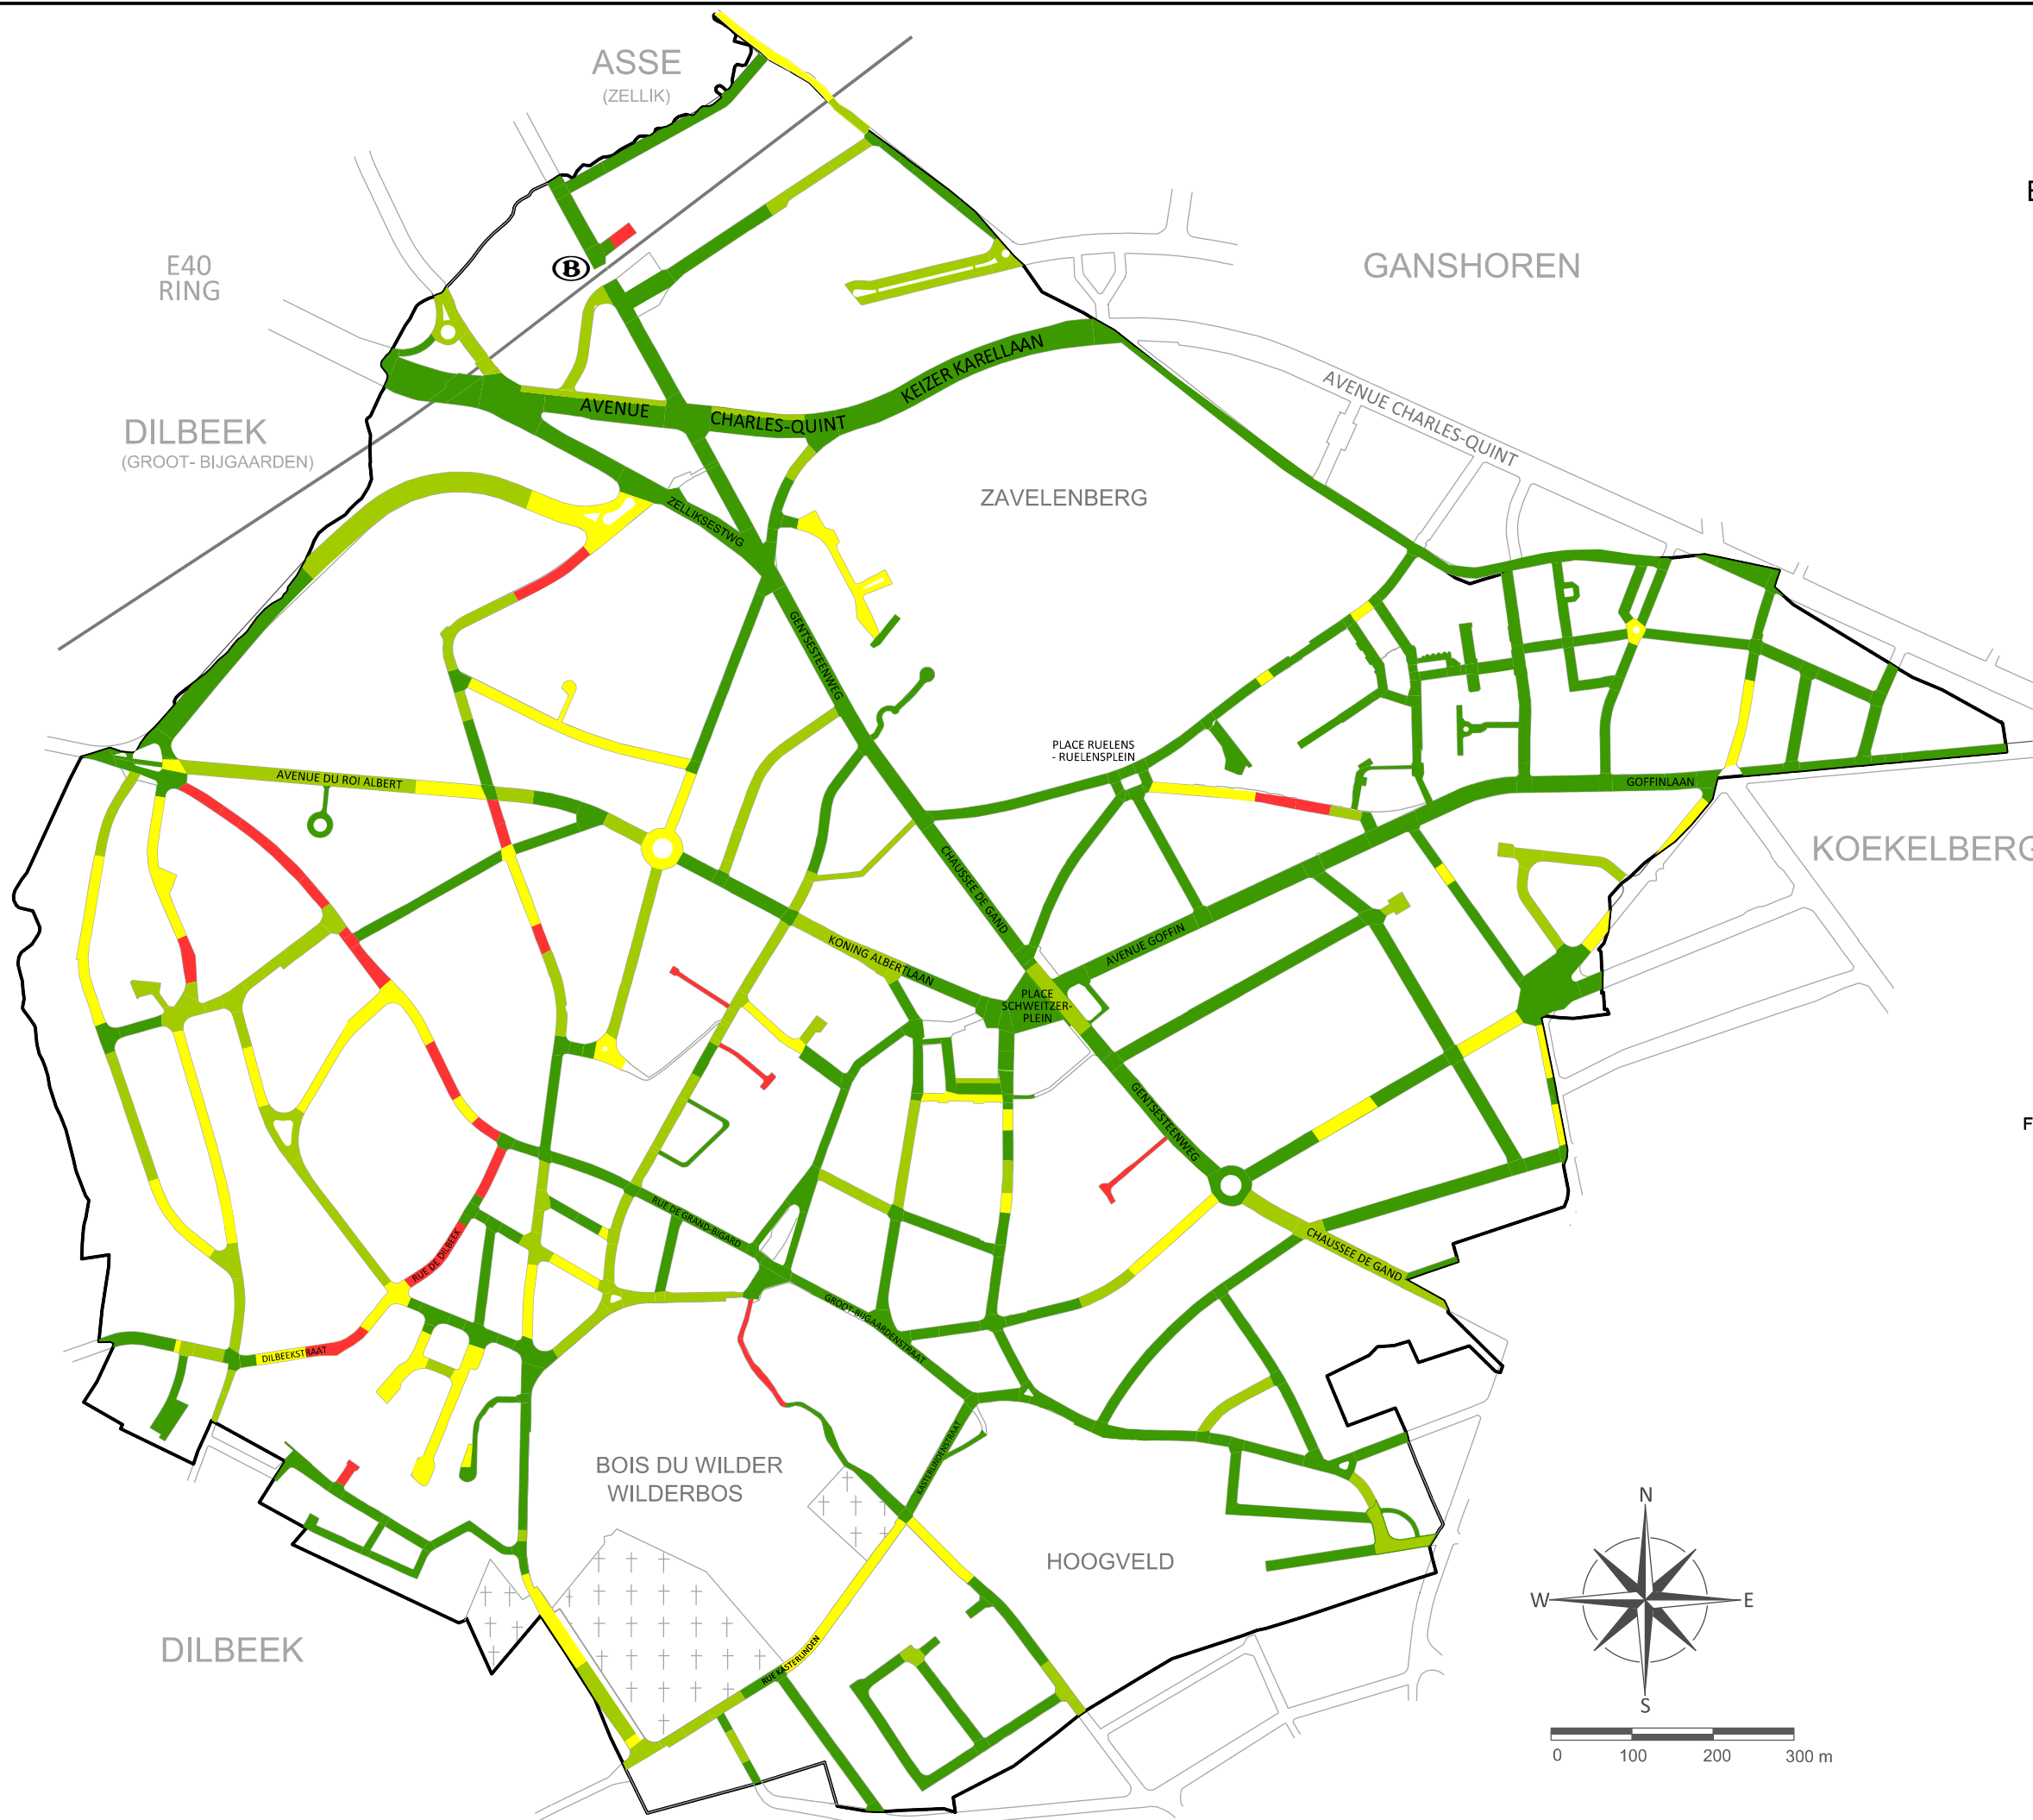 ASSE
(ZELLIK)
E
B
E40
RING
GANSHOREN
DILBEEK
(GROOT- BIJGAARDEN)
AVENUE
CHARLES-QUINT
KEIZER KARELLAAN
AVENUE CHARLES-QUINT
ZELLIKSESTWG
ZAVELENBERG
GENTSESTEENWEG
PLACE RUELENS
- RUELENSPLEIN
AVENUE DU ROI ALBERT
GOFFINLAAN
KOEKELBERG
CHAUSSEE DE GAND
KONING ALBERTLAAN
AVENUE GOFFIN
PLACE
SCHWEITZER-
PLEIN
GENTSESTEENWEG
F
RUE DE GRAND-BIGARD
RUE DE DILBEEK
CHAUSSEE DE GAND
GROOT-BIJGAARDENSTRAAT
DILBEEKSTRAAT
KASTERLINDENSTRAAT
BOIS DU WILDER
WILDERBOS
HOOGVELD
RUE KASTERLINDEN
DILBEEK
N
W
E
S
0 100 200 300 m